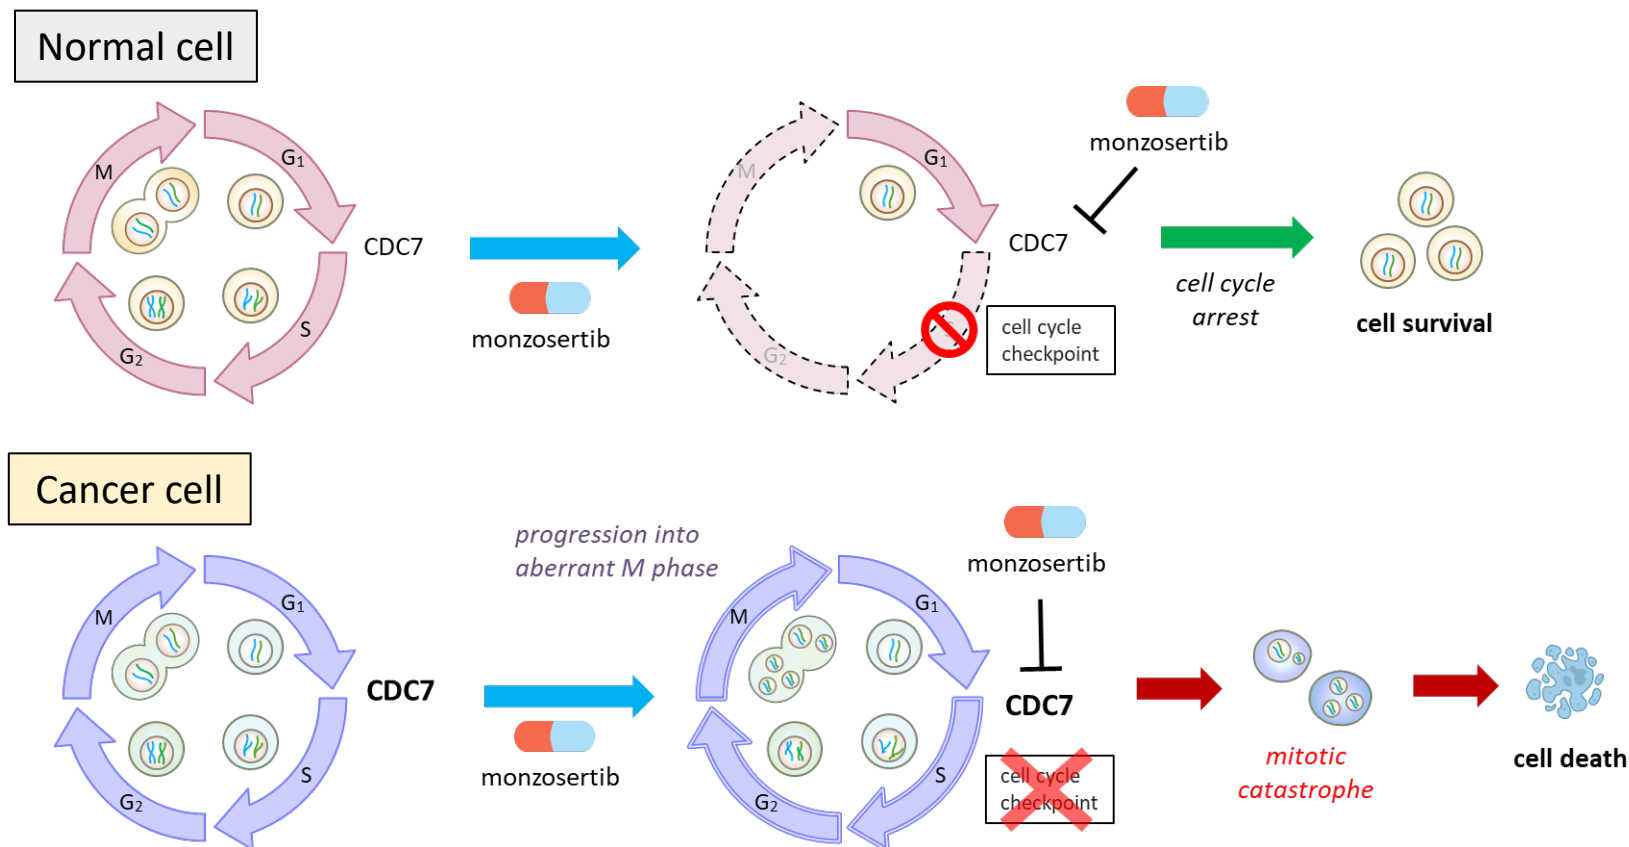 Normal cell
M
G₁
CDC7
S
G₂
monzosertib
M
G₁
CDC7
G₂
monzosertib
cell cycle
checkpoint
cell cycle
arrest
cell survival
Cancer cell
M
G₁
CDC7
S
G₂
progression into
aberrant M phase
monzosertib
M
G₁
CDC7
S
G₂
monzosertib
cell cycle
checkpoint
mitotic
catastrophe
cell death